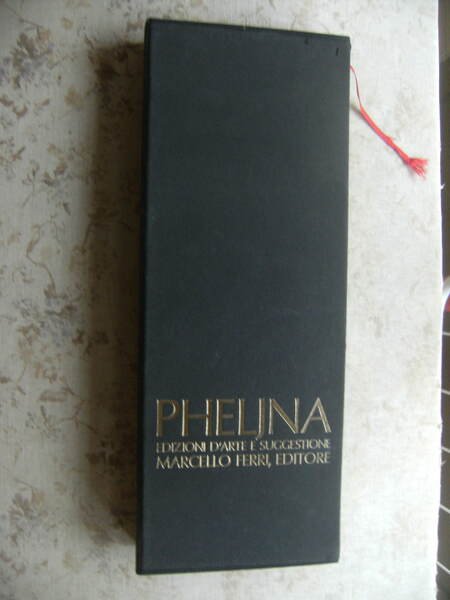 PHELJNA
EDIZIONI D'ARTE E SUGGESTIONE
MARCELLO FERRI, EDITORE